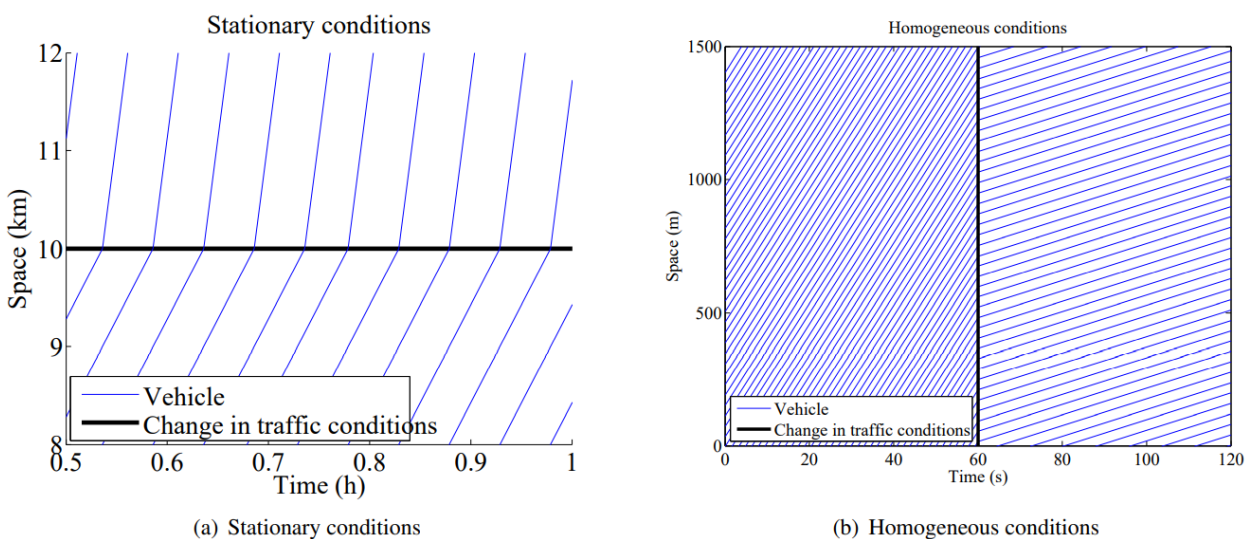 Stationary conditions
12
11
10
9
8
Space (km)
Vehicle
Change in traffic conditions
0.5 0.6 0.7 0.8 0.9 1
Time (h)
(a) Stationary conditions
Homogeneous conditions
1500
1000
500
0
Space (m)
Vehicle
Change in traffic conditions
0 20 40 60 80 100 120
Time (s)
(b) Homogeneous conditions